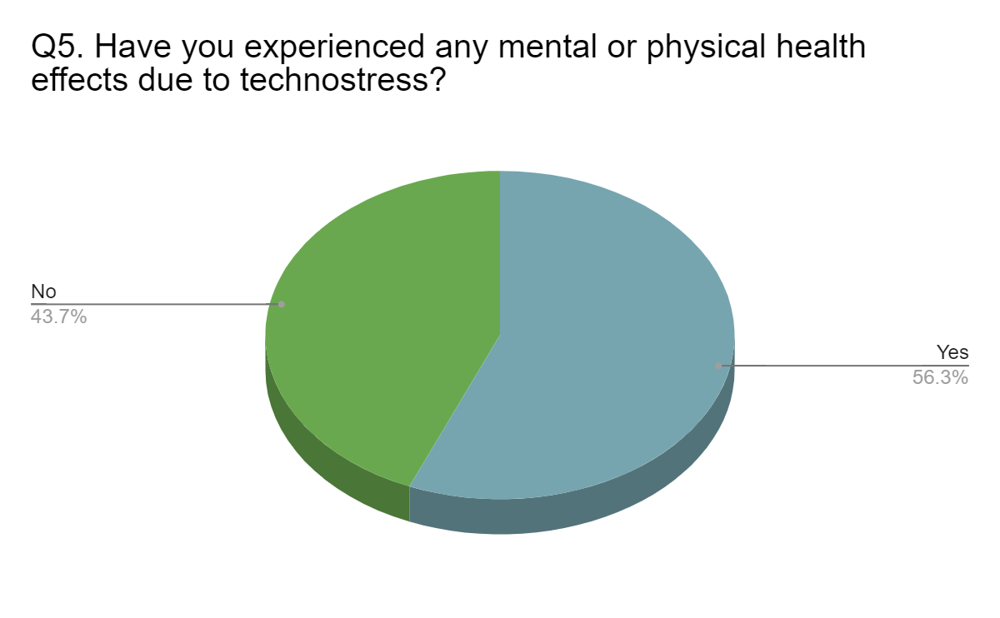 Q5. Have you experienced any mental or physical health
effects due to technostress?
No
43.7%
Yes
56.3%